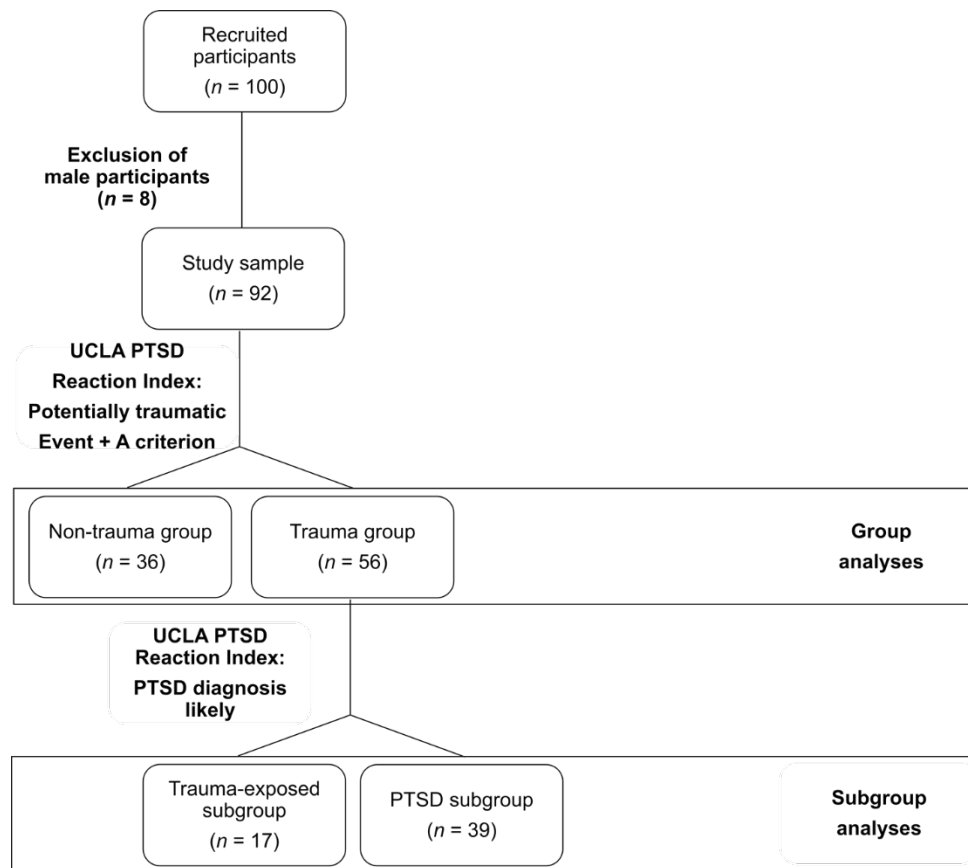 Recruited
participants
(n = 100)
Exclusion of
male participants
(n = 8)
Study sample
(n = 92)
UCLA PTSD
Reaction Index:
Potentially traumatic
Event + A criterion
Non-trauma group
(n = 36)
Trauma group
(n = 56)
Group
analyses
UCLA PTSD
Reaction Index:
PTSD diagnosis
likely
Trauma-exposed
subgroup
(n = 17)
PTSD subgroup
(n = 39)
Subgroup
analyses